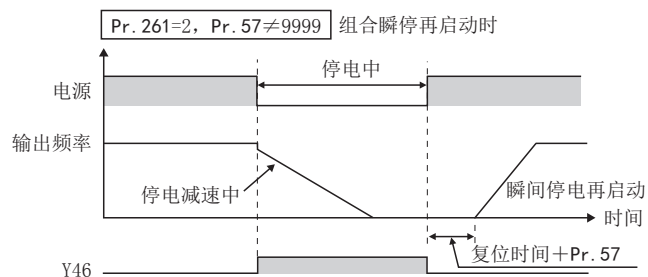 Pr.261=2，Pr.57≠9999 组合瞬停再启动时
停电中
电源
输出频率
停电减速中
瞬间停电再启动
时间
复位时间＋Pr.57
Y46